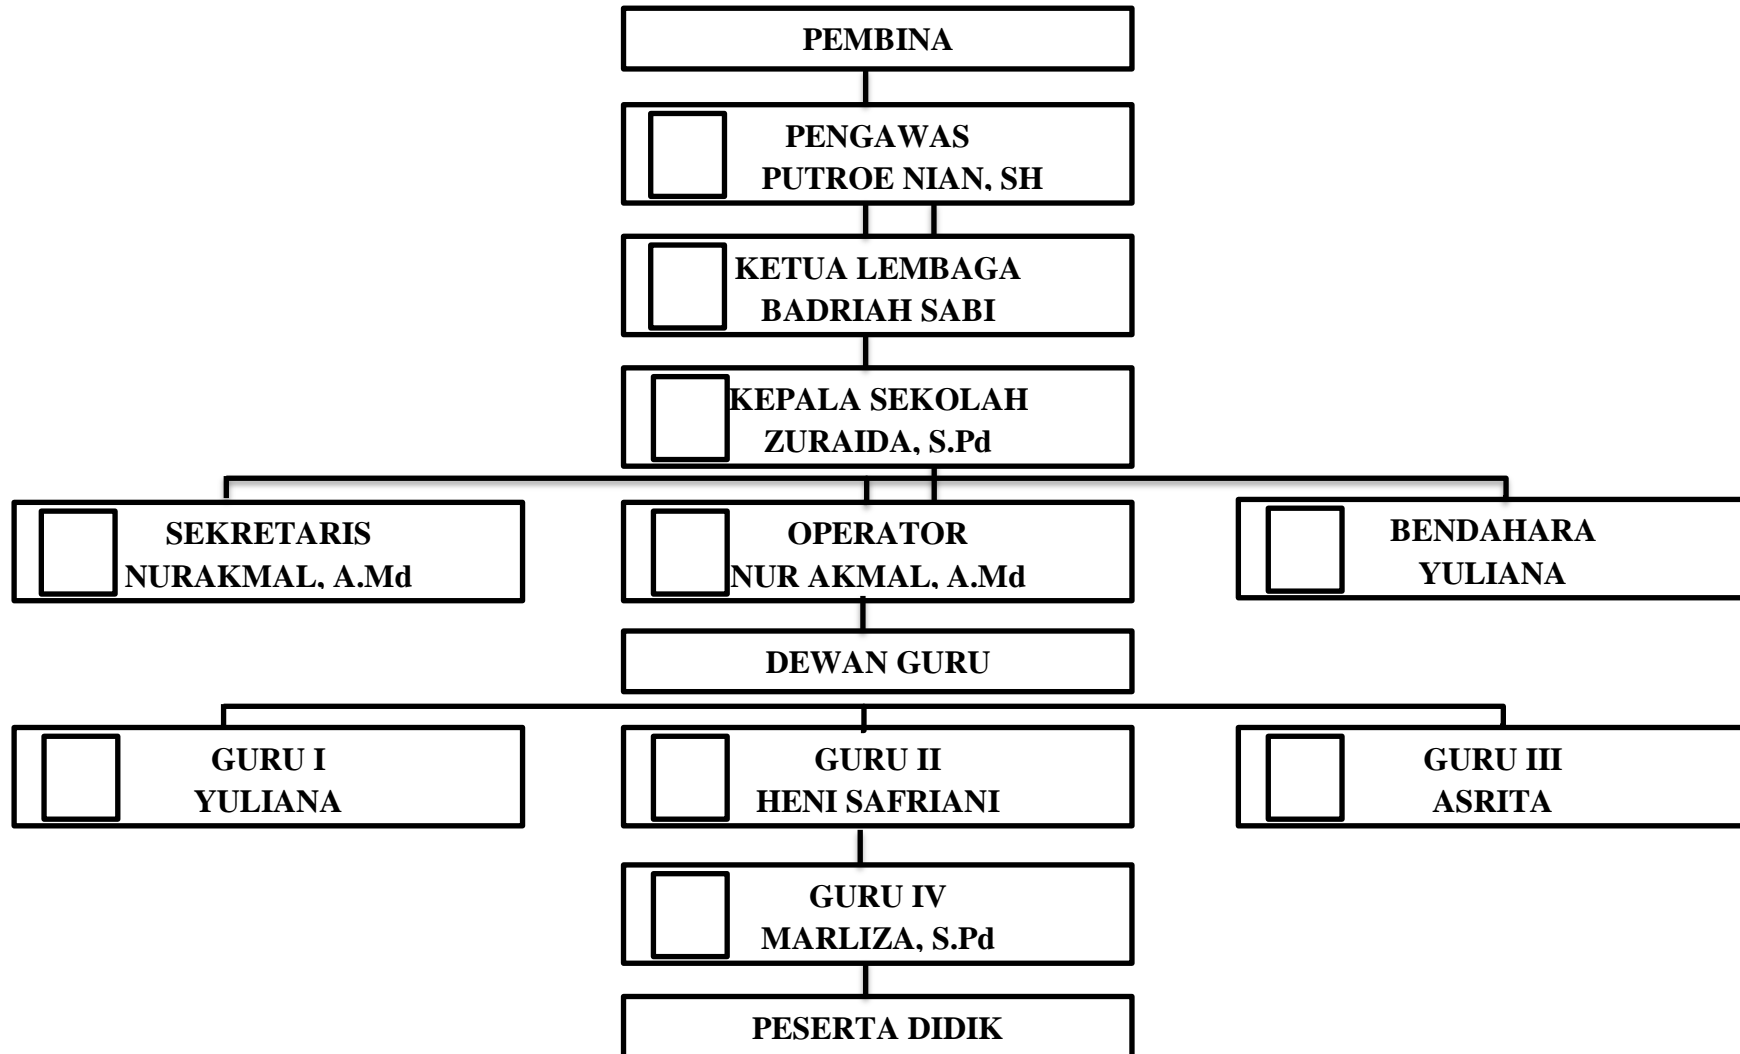 PEMBINA
PENGAWAS
PUTROE NIAN, SH
KETUA LEMBAGA
BADRIAH SABI
KEPALA SEKOLAH
ZURAIDA, S.Pd
SEKRETARIS
NURAKMAL, A.Md
OPERATOR
NUR AKMAL, A.Md
BENDAHARA
YULIANA
DEWAN GURU
GURU I
YULIANA
GURU II
HENI SAFRIANI
GURU III
ASRITA
GURU IV
MARLIZA, S.Pd
PESERTA DIDIK